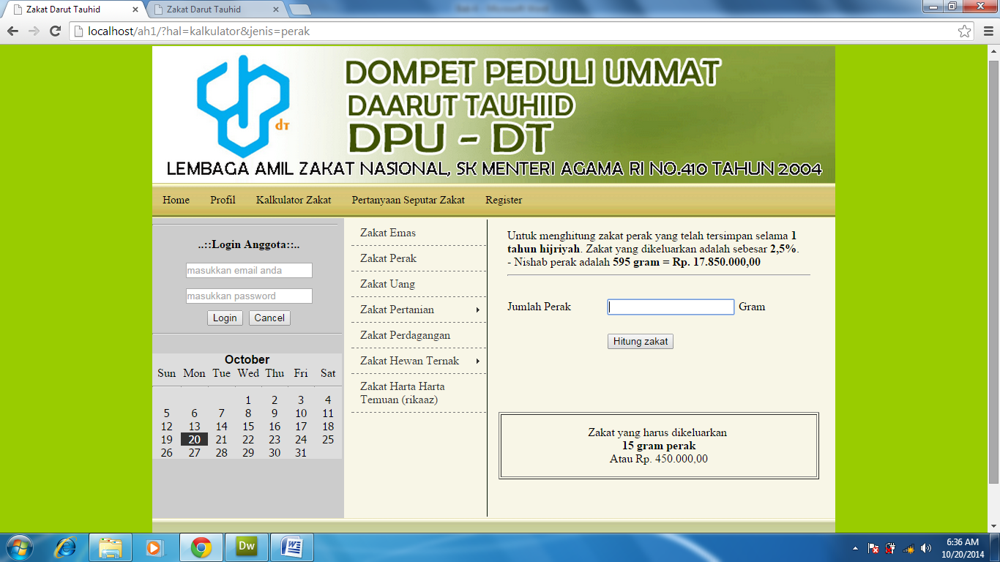 Zakat Darut Tauhid
Zakat Darut Tauhid
localhost/ah1/?hal=kalkulator&jenis=perak
dT
DOMPET PEDULI UMMAT
DAARUT TAUHIID
DPU - DT
LEMBAGA AMIL ZAKAT NASIONAL, SK MENTERI AGAMA RI NO.410 TAHUN 2004
Home Profil Kalkulator Zakat Pertanyaan Seputar Zakat Register
..::Login Anggota::..
masukkan email anda
masukkan password
Login Cancel
October
Sun Mon Tue Wed Thu Fri Sat
1 2 3 4
5 6 7 8 9 10 11
12 13 14 15 16 17 18
19 20 21 22 23 24 25
26 27 28 29 30 31
Zakat Emas
Zakat Perak
Zakat Uang
Zakat Pertanian
Zakat Perdagangan
Zakat Hewan Ternak
Zakat Harta Harta
Temuan (rikaaz)
Untuk menghitung zakat perak yang telah tersimpan selama 1
tahun hijriyah. Zakat yang dikeluarkan adalah sebesar 2,5%.
- Nishab perak adalah 595 gram = Rp. 17.850.000,00
Jumlah Perak Gram
Hitung zakat
Zakat yang harus dikeluarkan
15 gram perak
Atau Rp. 450.000,00
Dw
6:36 AM
10/20/2014